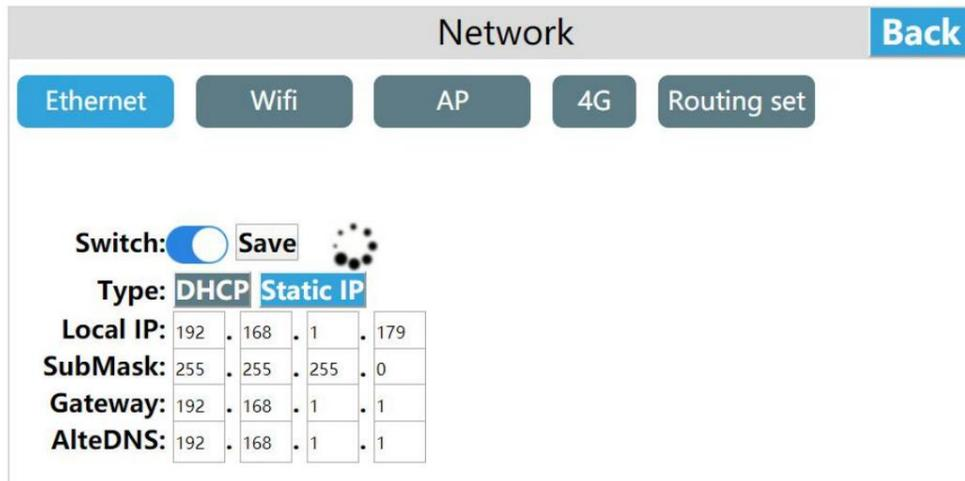 Network Back
Ethernet Wifi AP 4G Routing set
Switch: Save
Type: DHCP Static IP
Local IP: 192 . 168 . 1 . 179
SubMask: 255 . 255 . 255 . 0
Gateway: 192 . 168 . 1 . 1
AlteDNS: 192 . 168 . 1 . 1